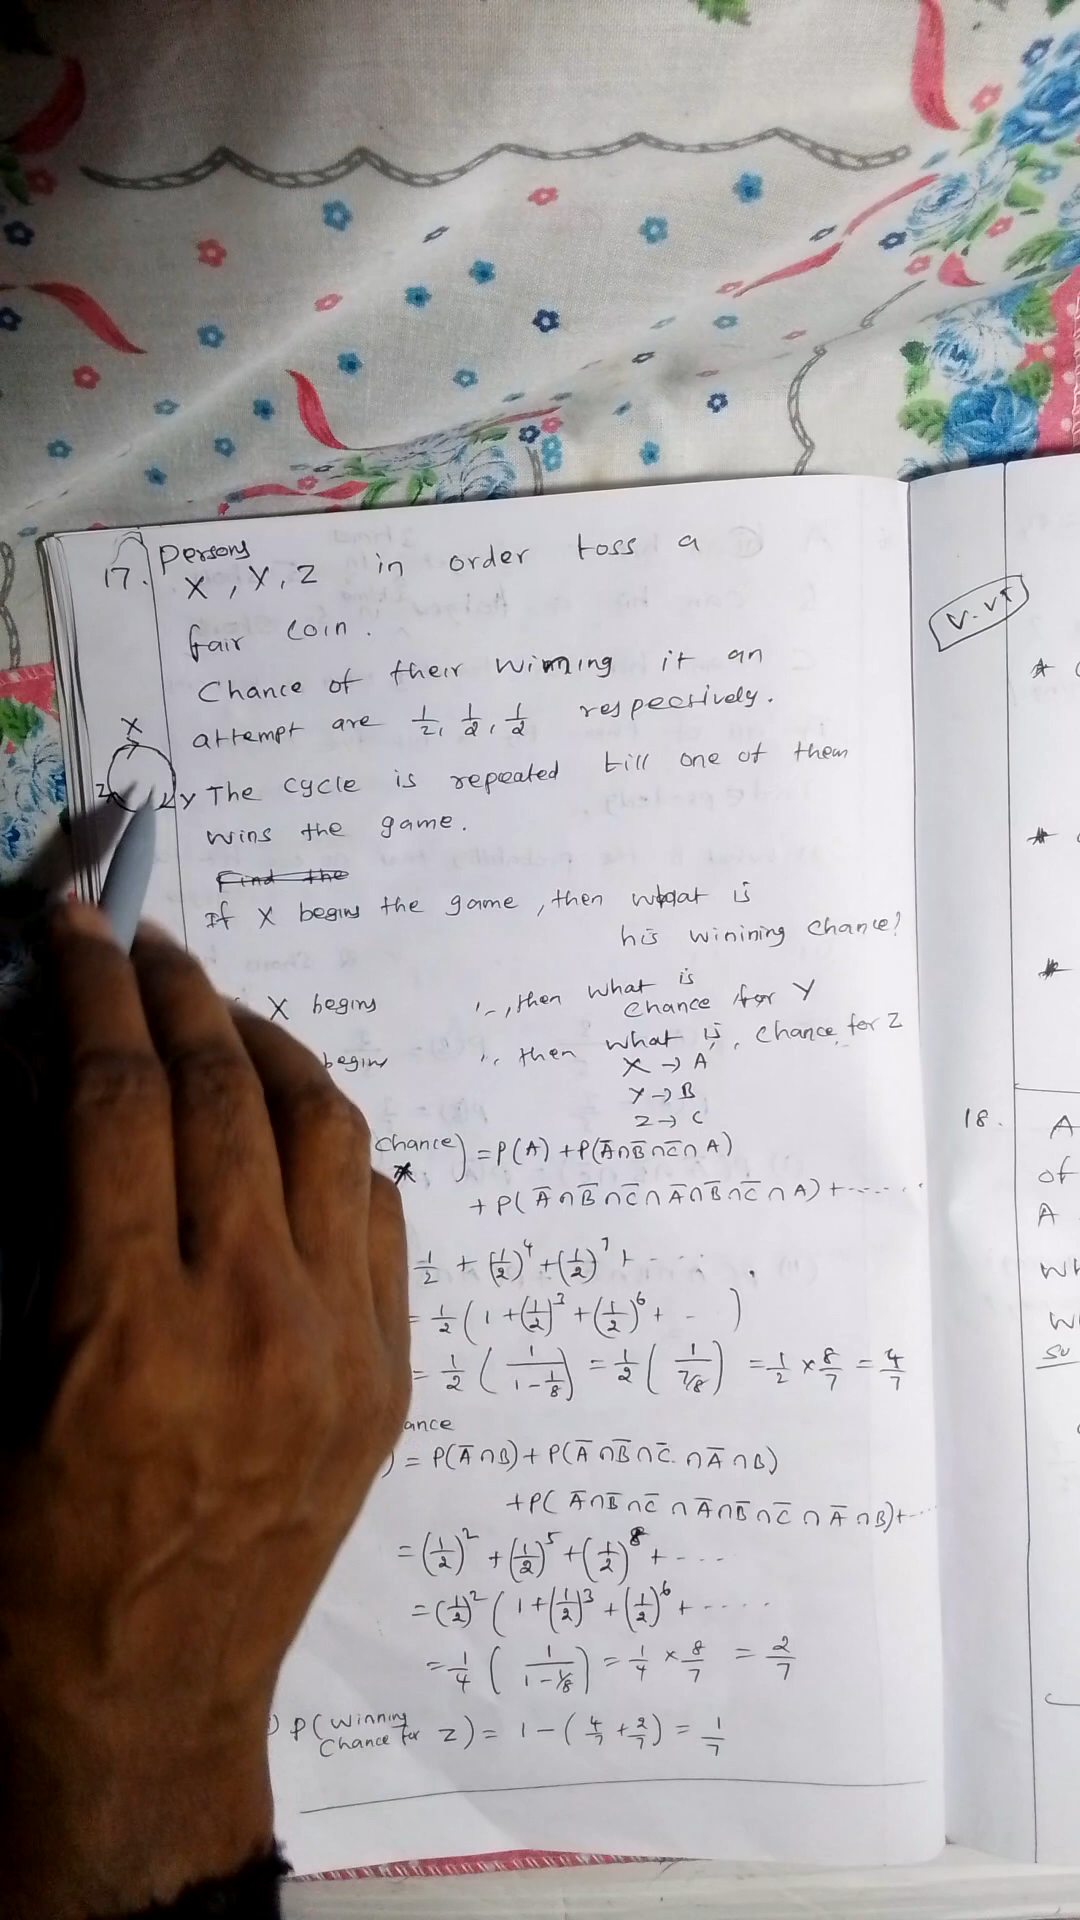 17. Persons
X, Y, Z in order toss a
fair coin.
Chance of their winning it an
attempt are 1/2, 1/2, 1/2 respectively.
X
Z
Y
The cycle is repeated till one of them
wins the game.
Find the
If X begins the game, then what is
his winining chance?
X begins ,, , then what is
chance for Y
begins ,, then what is, chance for Z
X → A
Y → B
Z → C
chance) = P(A) + P(A̅∩B̅∩C̅∩A)
+ P(A̅∩B̅∩C̅∩A̅∩B̅∩C̅∩A) + ......
1/2 + (1/2)^4 + (1/2)^7 + ....
= 1/2 (1 + (1/2)^3 + (1/2)^6 + ..)
= 1/2 (1/(1 - 1/8)) = 1/2 (1/(7/8)) = 1/2 × 8/7 = 4/7
ance
) = P(A̅∩B) + P(A̅∩B̅∩C̅∩A̅∩B)
+ P(A̅∩B̅∩C̅∩A̅∩B̅∩C̅∩A̅∩B) + ...
= (1/2)^2 + (1/2)^5 + (1/2)^8 + ....
= (1/2)^2 (1 + (1/2)^3 + (1/2)^6 + .....
= 1/4 (1/(1 - 1/8)) = 1/4 × 8/7 = 2/7
) P(Winning Chance for Z) = 1 - (4/7 + 2/7) = 1/7
18. A
of
A